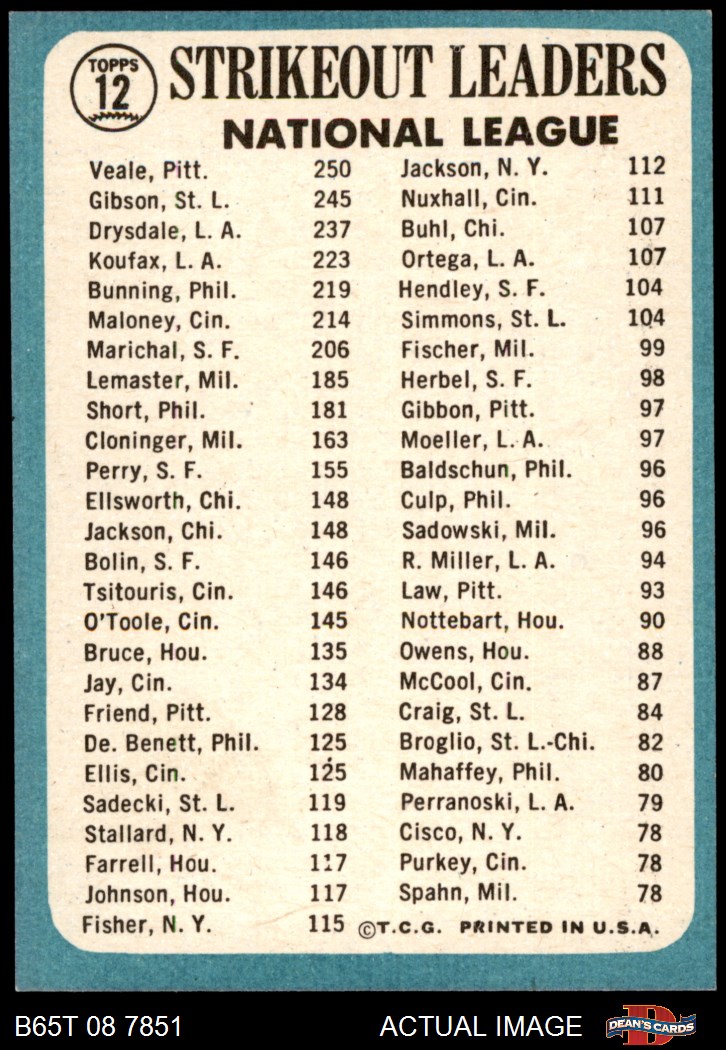 TOPPS
12
STRIKEOUT LEADERS
NATIONAL LEAGUE
Veale, Pitt. 250
Gibson, St. L. 245
Drysdale, L. A. 237
Koufax, L. A. 223
Bunning, Phil. 219
Maloney, Cin. 214
Marichal, S. F. 206
Lemaster, Mil. 185
Short, Phil. 181
Cloninger, Mil. 163
Perry, S. F. 155
Ellsworth, Chi. 148
Jackson, Chi. 148
Bolin, S. F. 146
Tsitouris, Cin. 146
O'Toole, Cin. 145
Bruce, Hou. 135
Jay, Cin. 134
Friend, Pitt. 128
De. Benett, Phil. 125
Ellis, Cin. 125
Sadecki, St. L. 119
Stallard, N. Y. 118
Farrell, Hou. 117
Johnson, Hou. 117
Fisher, N. Y. 115
Jackson, N. Y. 112
Nuxhall, Cin. 111
Buhl, Chi. 107
Ortega, L. A. 107
Hendley, S. F. 104
Simmons, St. L. 104
Fischer, Mil. 99
Herbel, S. F. 98
Gibbon, Pitt. 97
Moeller, L. A. 97
Baldschun, Phil. 96
Culp, Phil. 96
Sadowski, Mil. 96
R. Miller, L. A. 94
Law, Pitt. 93
Nottebart, Hou. 90
Owens, Hou. 88
McCool, Cin. 87
Craig, St. L. 84
Broglio, St. L.-Chi. 82
Mahaffey, Phil. 80
Perranoski, L. A. 79
Cisco, N. Y. 78
Purkey, Cin. 78
Spahn, Mil. 78
©T.C.G. PRINTED IN U.S.A.
B65T 08 7851
ACTUAL IMAGE
D
DEAN'S CARDS